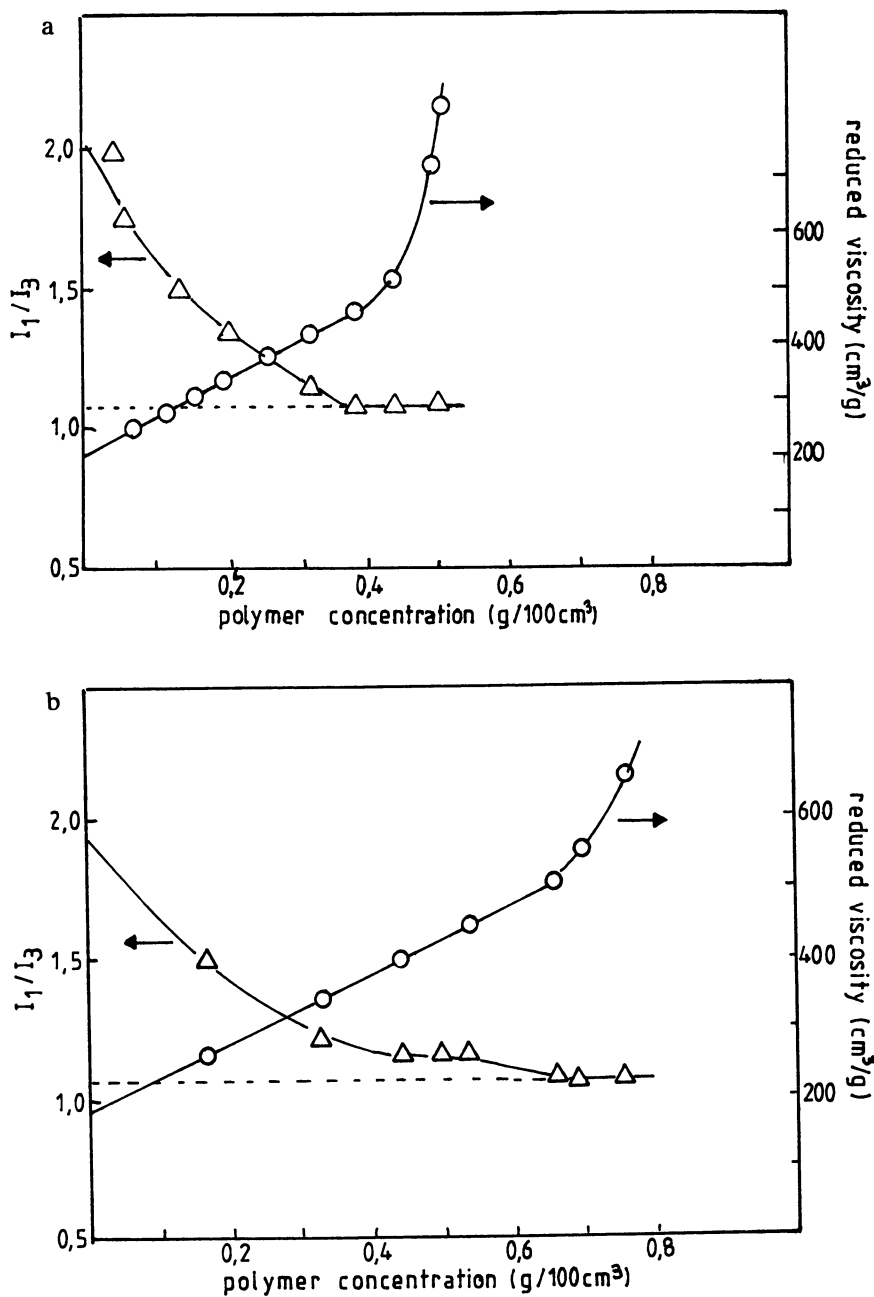 a
2,0
1,5
1,0
0,5
I1/I3
600
400
200
reduced viscosity (cm³/g)
0,2 0,4 0,6 0,8
polymer concentration (g/100cm³)
b
2,0
1,5
1,0
0,5
I1/I3
600
400
200
reduced viscosity (cm³/g)
0,2 0,4 0,6 0,8
polymer concentration (g/100cm³)